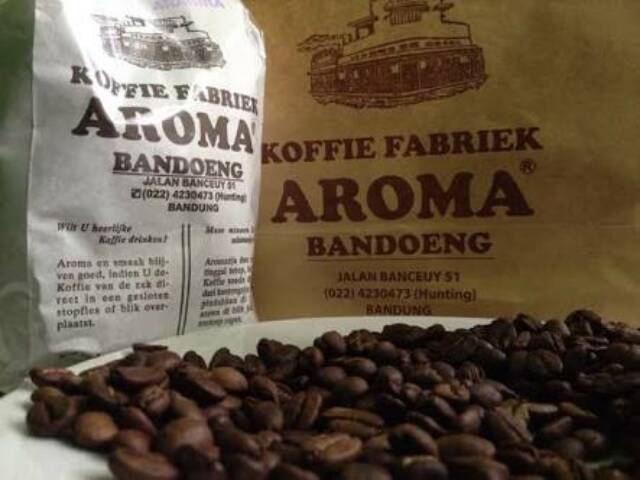 KOFFIE FABRIEK
AROMA
BANDOENG
JALAN BANCEUY 51
(022) 4230473 (Hunting)
BANDUNG
Wilt U heerlijke
Koffie drinken?
Aroma en smaak blij-
ven goed, indien U de
Koffie van de zak di-
rect in een gesloten
stopfles of blik over-
plaatst.
KOFFIE FABRIEK
AROMA®
BANDOENG
JALAN BANCEUY 51
(022) 4230473 (Hunting)
BANDUNG